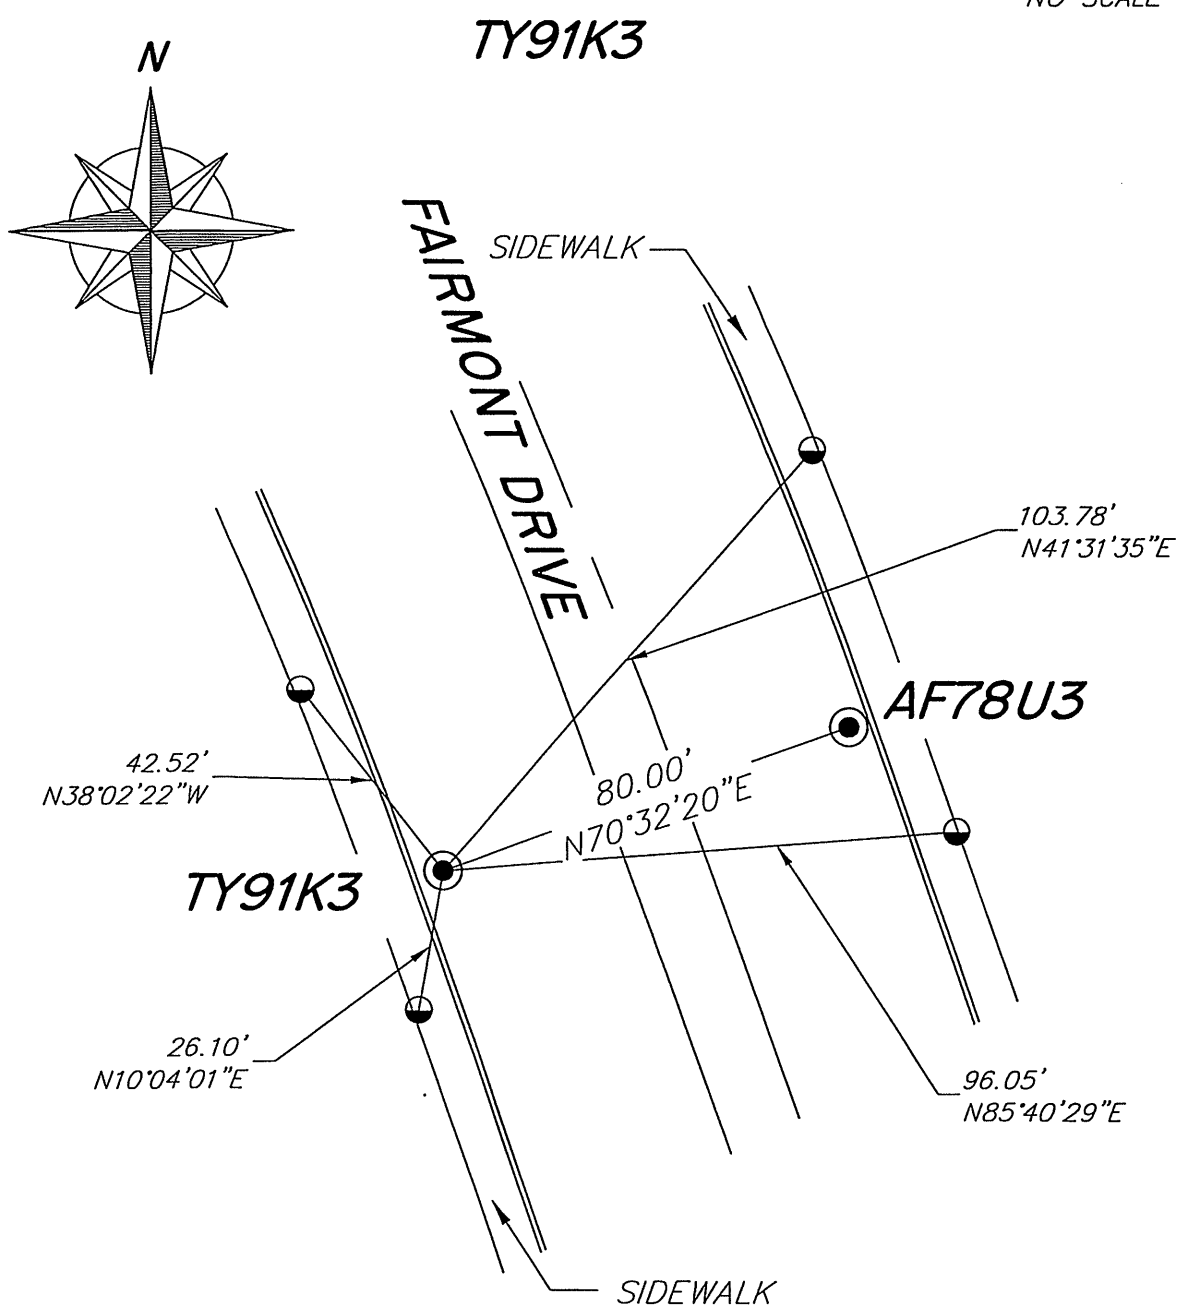 NO SCALE
TY91K3
N
FAIRMONT DRIVE
SIDEWALK
103.78'
N41°31'35"E
AF78U3
42.52'
N38°02'22"W
80.00'
N70°32'20"E
TY91K3
26.10'
N10°04'01"E
96.05'
N85°40'29"E
SIDEWALK